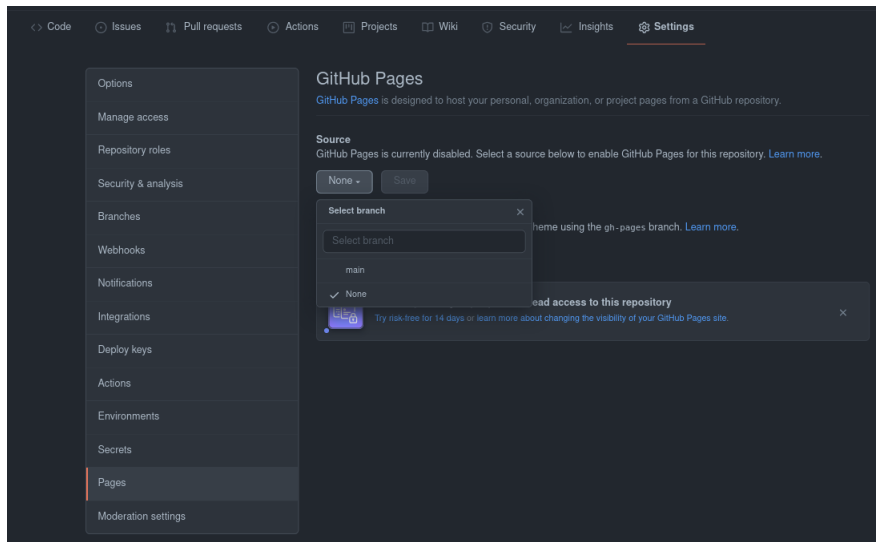 Code Issues Pull requests Actions Projects Wiki Security Insights Settings
Options
Manage access
Repository roles
Security & analysis
Branches
Webhooks
Notifications
Integrations
Deploy keys
Actions
Environments
Secrets
Pages
Moderation settings
GitHub Pages
GitHub Pages is designed to host your personal, organization, or project pages from a GitHub repository.
Source
GitHub Pages is currently disabled. Select a source below to enable GitHub Pages for this repository. Learn more.
None Save
Select branch
Select branch
main
None
heme using the gh-pages branch. Learn more.
ead access to this repository
Try risk-free for 14 days or learn more about changing the visibility of your GitHub Pages site.